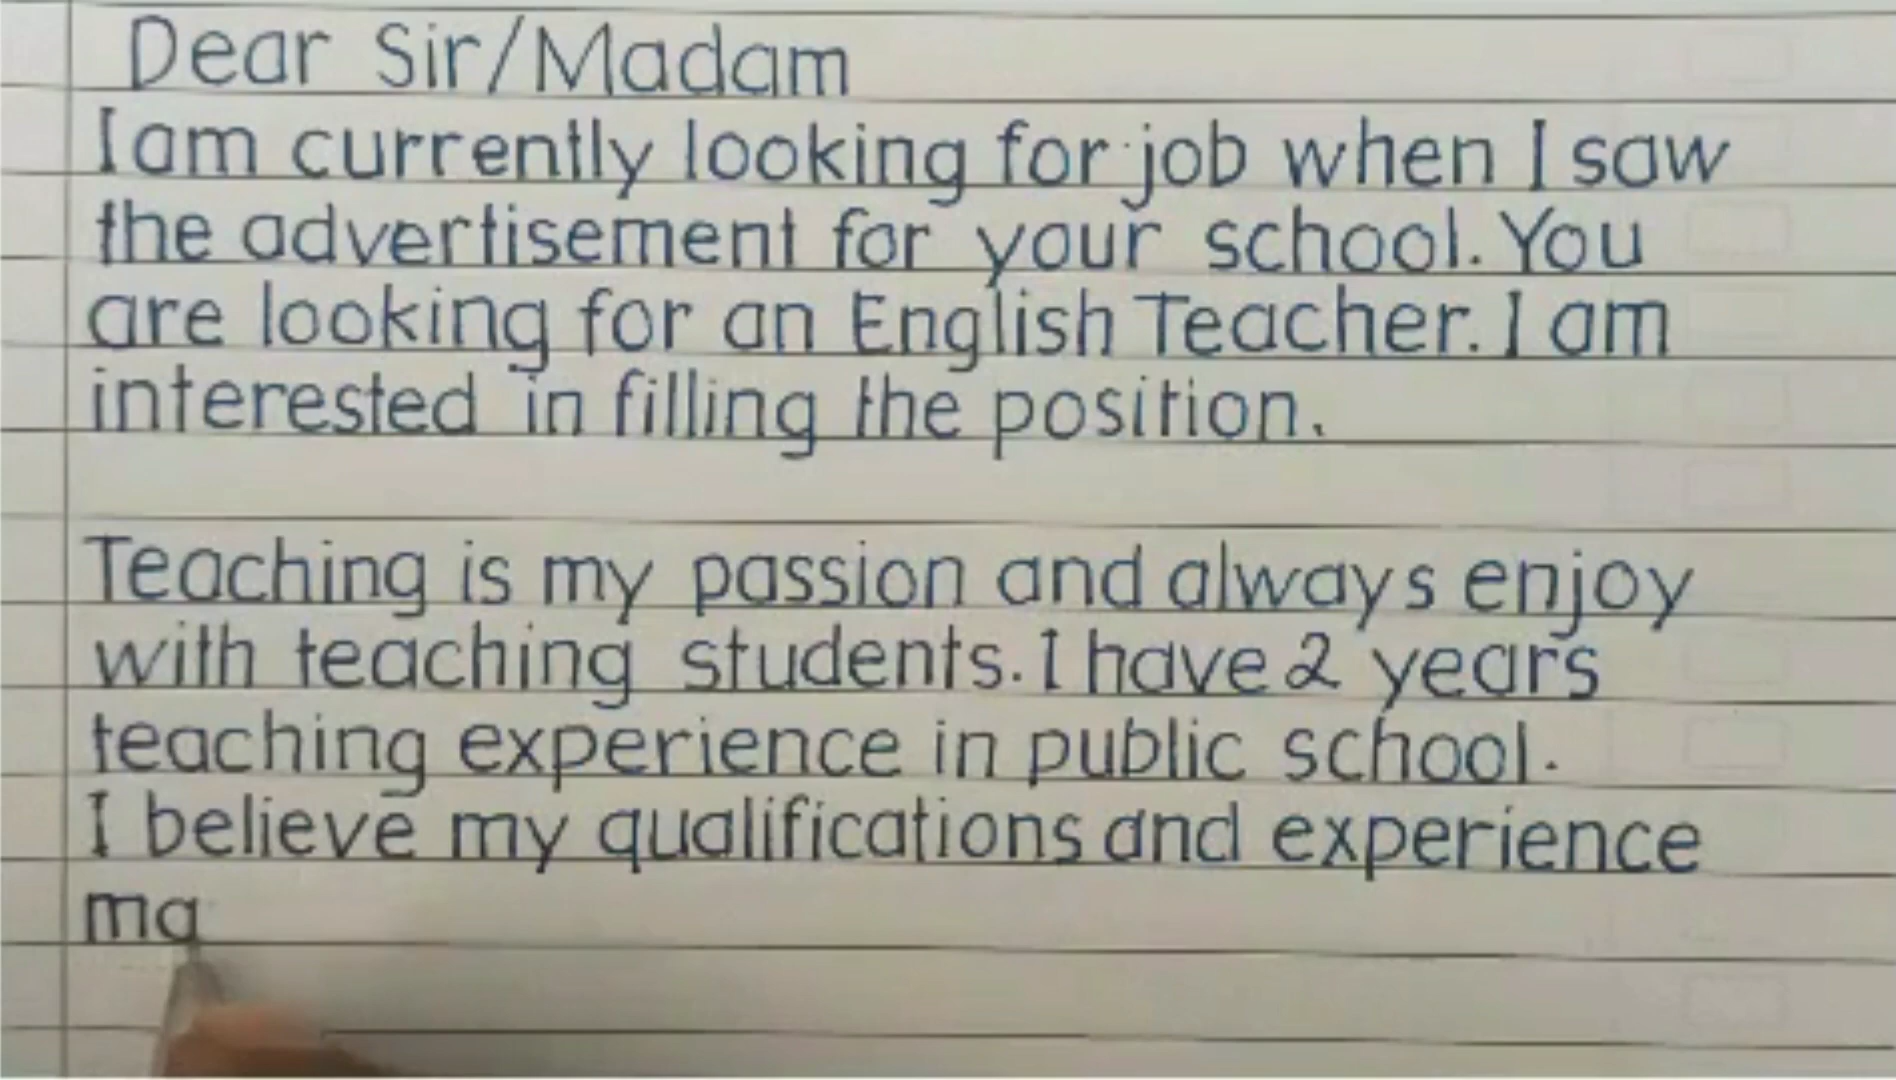 Dear Sir/Madam
I am currently looking for job when I saw
the advertisement for your school. You
are looking for an English Teacher. I am
interested in filling the position.
Teaching is my passion and always enjoy
with teaching students. I have 2 years
teaching experience in public school.
I believe my qualifications and experience
ma